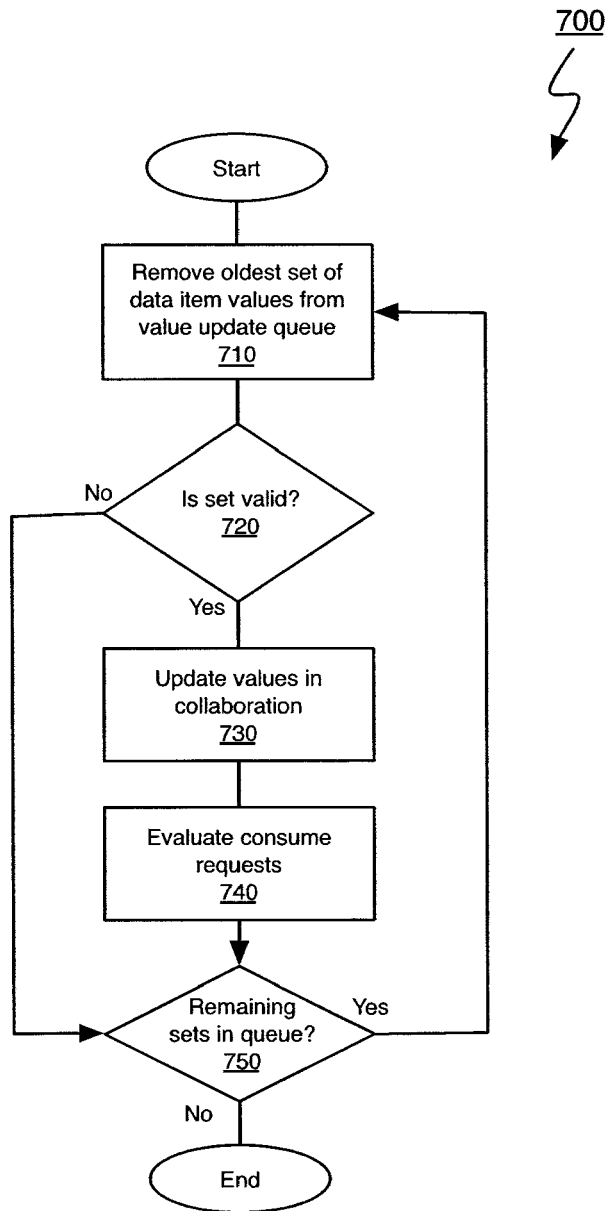 700
Start
Remove oldest set of
data item values from
value update queue
710
No
Is set valid?
720
Yes
Update values in
collaboration
730
Evaluate consume
requests
740
Remaining
sets in queue?
750
Yes
No
End